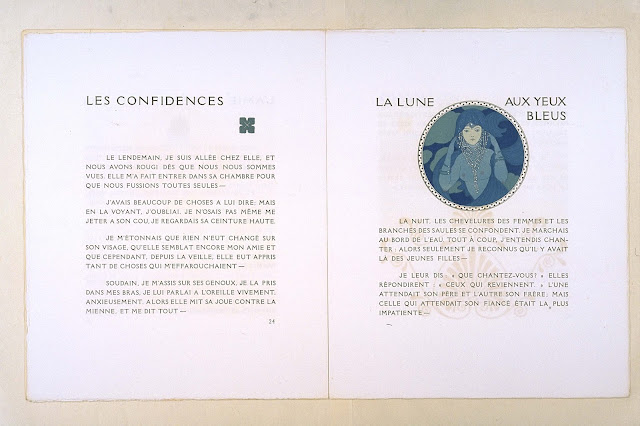 LES CONFIDENCES
LE LENDEMAIN, JE SUIS ALLÉE CHEZ ELLE, ET
NOUS AVONS ROUGI DÈS QUE NOUS NOUS SOMMES
VUES. ELLE M'A FAIT ENTRER DANS SA CHAMBRE POUR
QUE NOUS FUSSIONS TOUTES SEULES—
J'AVAIS BEAUCOUP DE CHOSES A LUI DIRE; MAIS
EN LA VOYANT, J'OUBLIAI. JE N'OSAIS PAS MÊME ME
JETER A SON COU, JE REGARDAIS SA CEINTURE HAUTE.
JE M'ÉTONNAIS QUE RIEN N'EUT CHANGÉ SUR
SON VISAGE, QU'ELLE SEMBLAT ENCORE MON AMIE ET
QUE CEPENDANT, DEPUIS LA VEILLE, ELLE EUT APPRIS
TANT DE CHOSES QUI M'EFFAROUCHAIENT—
SOUDAIN, JE M'ASSIS SUR SES GENOUX, JE LA PRIS
DANS MES BRAS, JE LUI PARLAI A L'OREILLE VIVEMENT,
ANXIEUSEMENT. ALORS ELLE MIT SA JOUE CONTRE LA
MIENNE, ET ME DIT TOUT—
24
LA LUNE AUX YEUX
BLEUS
LA NUIT, LES CHEVELURES DES FEMMES ET LES
BRANCHES DES SAULES SE CONFONDENT. JE MARCHAIS
AU BORD DE L'EAU. TOUT À COUP, J'ENTENDIS CHAN-
TER: ALORS SEULEMENT JE RECONNUS QU'IL Y AVAIT
LÀ DES JEUNES FILLES—
JE LEUR DIS: « QUE CHANTEZ-VOUS? » ELLES
RÉPONDIRENT: « CEUX QUI REVIENNENT. » L'UNE
ATTENDAIT SON PÈRE ET L'AUTRE SON FRÈRE; MAIS
CELLE QUI ATTENDAIT SON FIANCÉ ÉTAIT LA PLUS
IMPATIENTE—